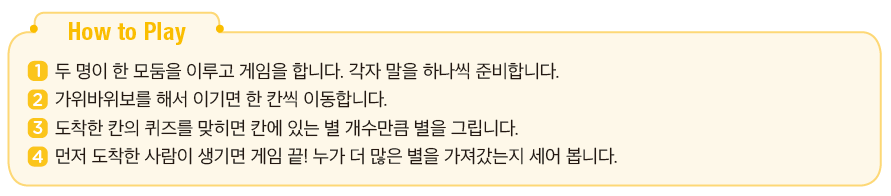 How to Play
1 두 명이 한 모둠을 이루고 게임을 합니다. 각자 말을 하나씩 준비합니다.
2 가위바위보를 해서 이기면 한 칸씩 이동합니다.
3 도착한 칸의 퀴즈를 맞히면 칸에 있는 별 개수만큼 별을 그립니다.
4 먼저 도착한 사람이 생기면 게임 끝! 누가 더 많은 별을 가져갔는지 세어 봅니다.